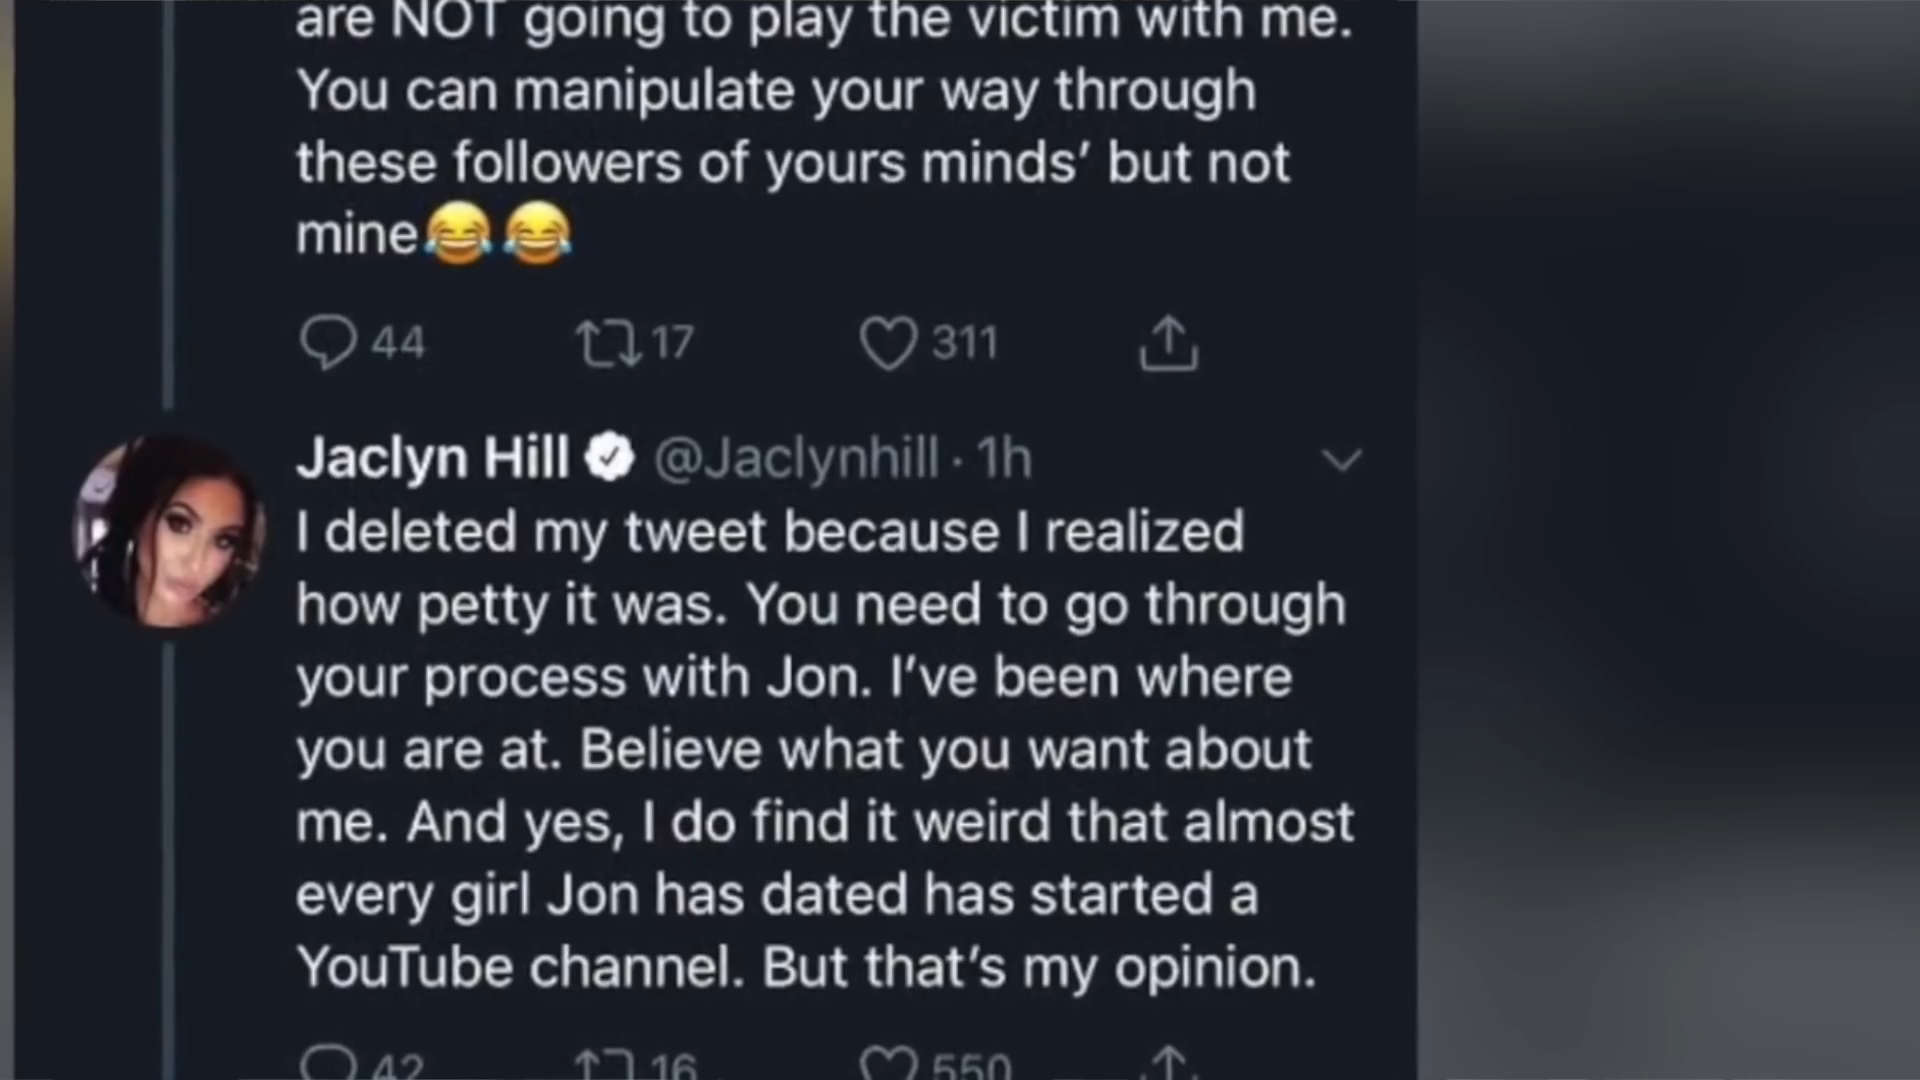 are NOT going to play the victim with me.
You can manipulate your way through
these followers of yours minds’ but not
mine😂😂
44 17 311
Jaclyn Hill @Jaclynhill · 1h
I deleted my tweet because I realized
how petty it was. You need to go through
your process with Jon. I’ve been where
you are at. Believe what you want about
me. And yes, I do find it weird that almost
every girl Jon has dated has started a
YouTube channel. But that’s my opinion.
42 16 550